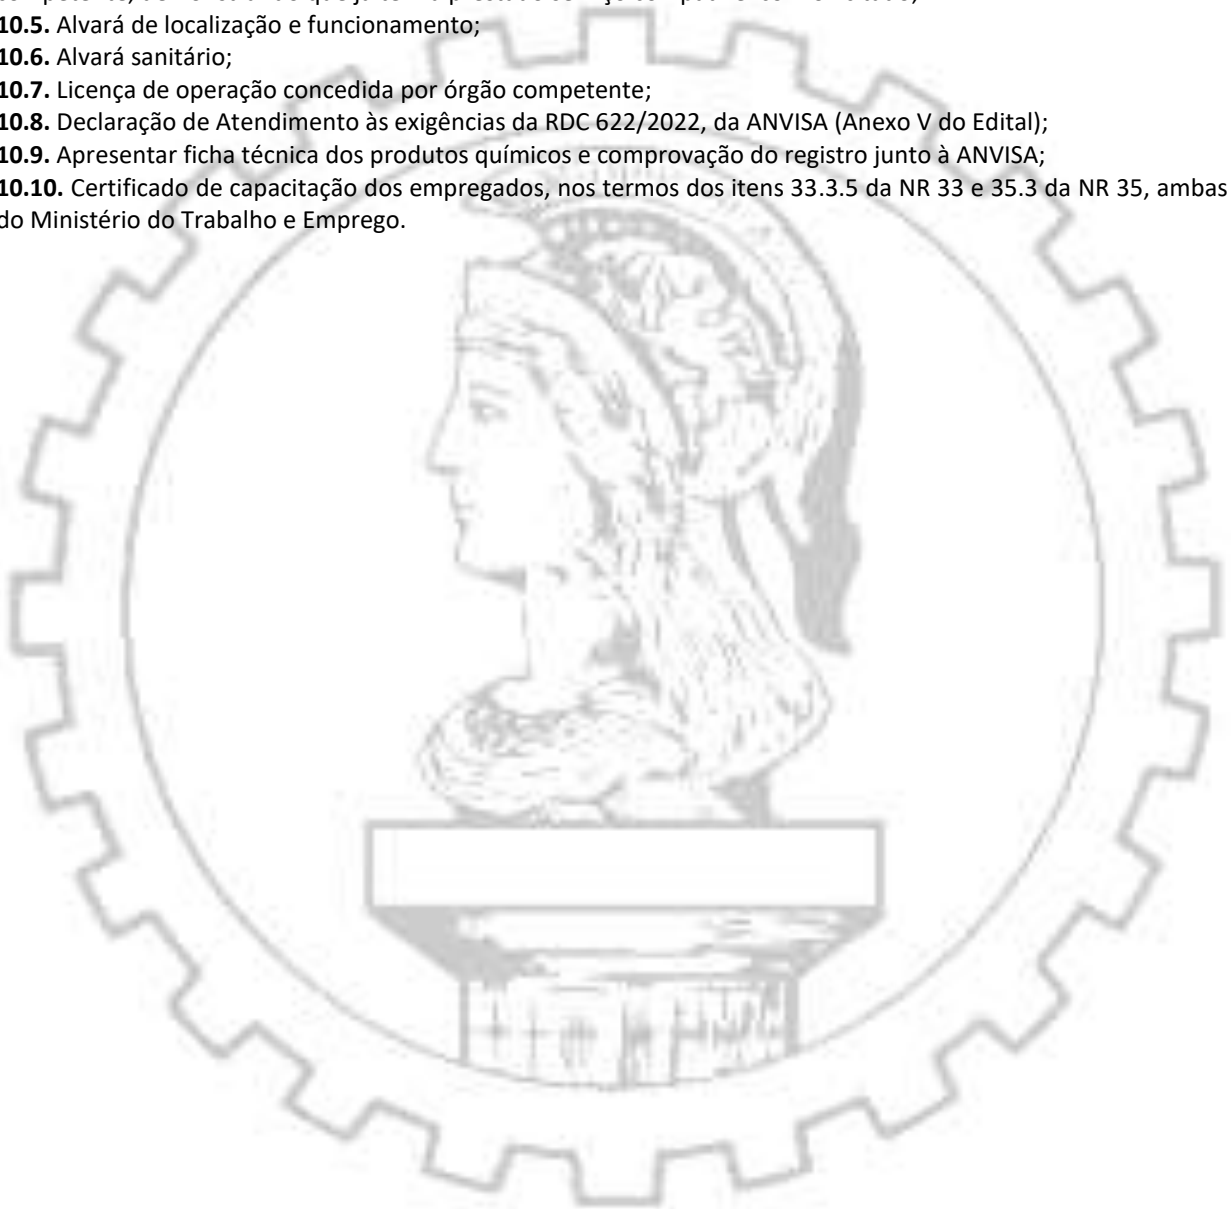 10.5. Alvará de localização e funcionamento;
10.6. Alvará sanitário;
10.7. Licença de operação concedida por órgão competente;
10.8. Declaração de Atendimento às exigências da RDC 622/2022, da ANVISA (Anexo V do Edital);
10.9. Apresentar ficha técnica dos produtos químicos e comprovação do registro junto à ANVISA;
10.10. Certificado de capacitação dos empregados, nos termos dos itens 33.3.5 da NR 33 e 35.3 da NR 35, ambas
do Ministério do Trabalho e Emprego.